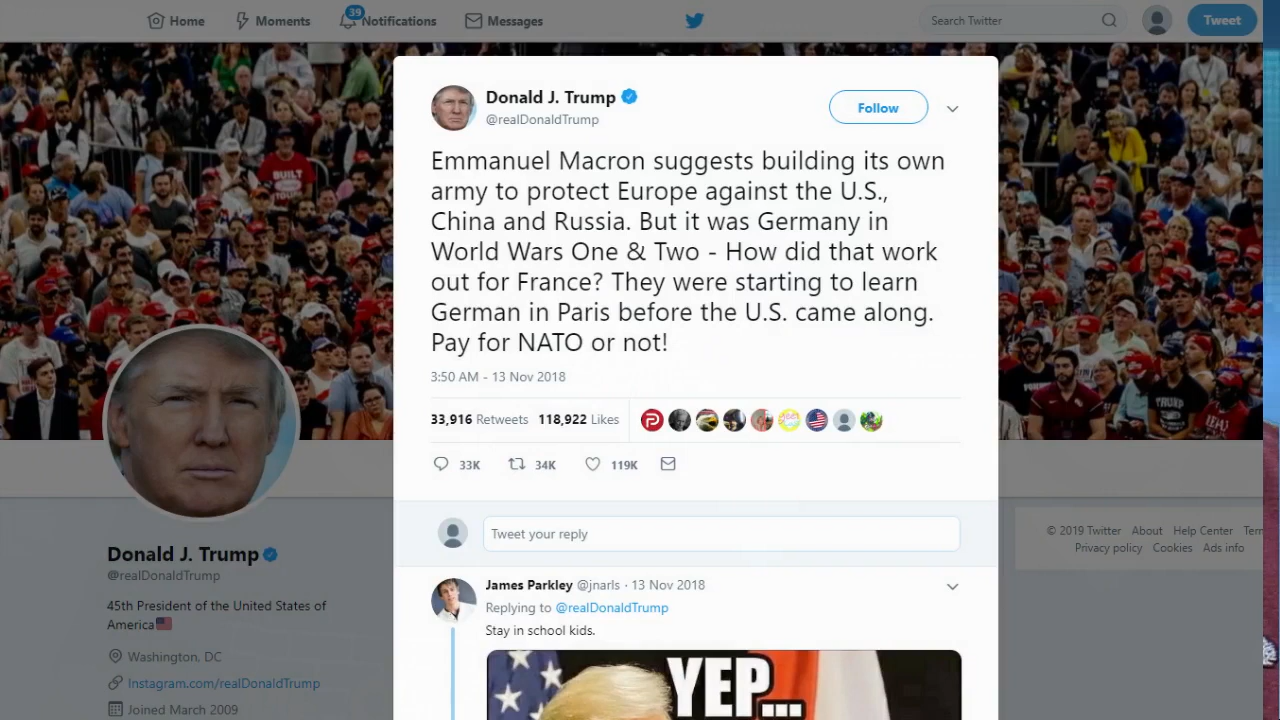 Home
Moments
39
Notifications
Messages
Search Twitter
Tweet
Donald J. Trump
@realDonaldTrump
Follow
Emmanuel Macron suggests building its own
army to protect Europe against the U.S.,
China and Russia. But it was Germany in
World Wars One & Two - How did that work
out for France? They were starting to learn
German in Paris before the U.S. came along.
Pay for NATO or not!
3:50 AM - 13 Nov 2018
33,916 Retweets 118,922 Likes
33K 34K 119K
Tweet your reply
James Parkley @jnarls · 13 Nov 2018
Replying to @realDonaldTrump
Stay in school kids.
YEP...
Donald J. Trump
@realDonaldTrump
45th President of the United States of
America
Washington, DC
Instagram.com/realDonaldTrump
Joined March 2009
© 2019 Twitter About Help Center
Privacy policy Cookies Ads info
BUILT
TRUMP